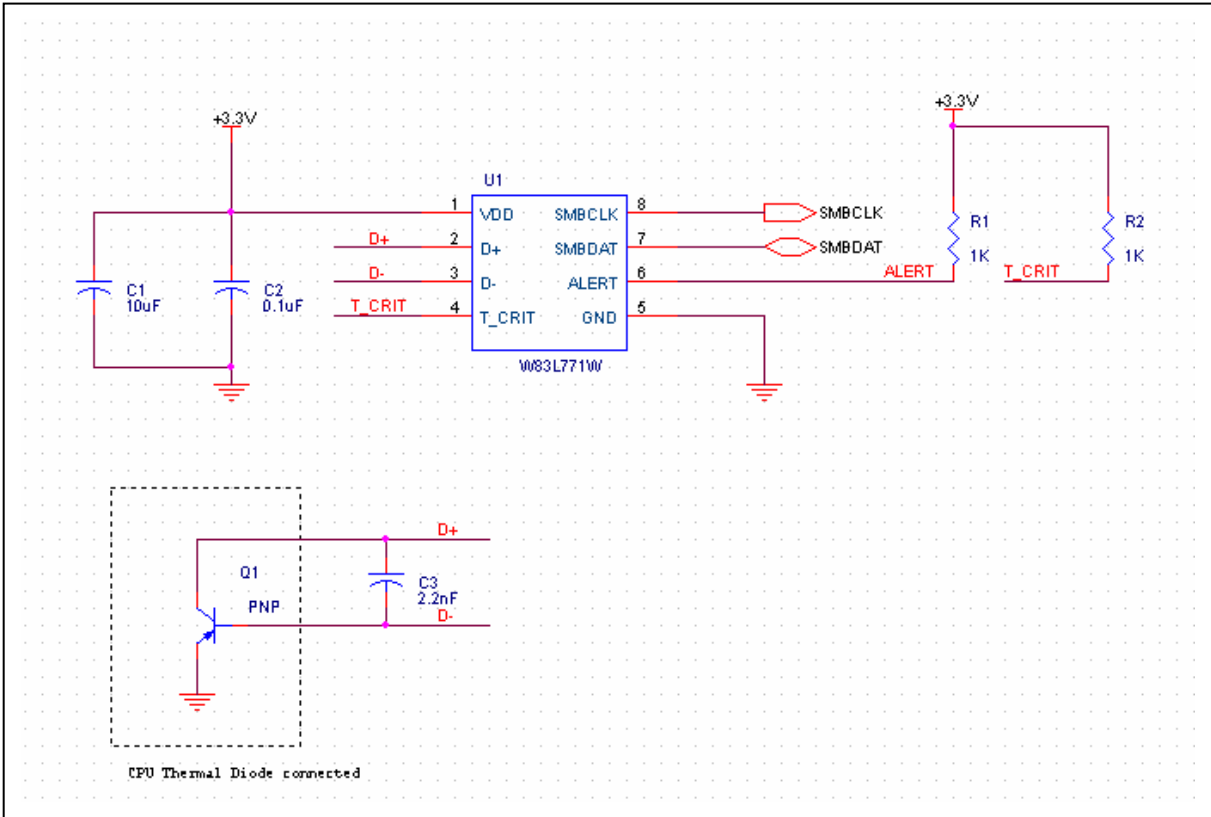 +3.3V
+3.3V
U1
1 VDD SMBCLK 8 SMBCLK
D+ 2 D+ SMBDAT 7 SMBDAT
D- 3 D- ALERT 6 ALERT
T_CRIT 4 T_CRIT GND 5
W83L771W
C1
10uF
C2
0.1uF
R1
1K
R2
1K
T_CRIT
D+
Q1
PNP
C3
2.2nF
D-
CPU Thermal Diode connected